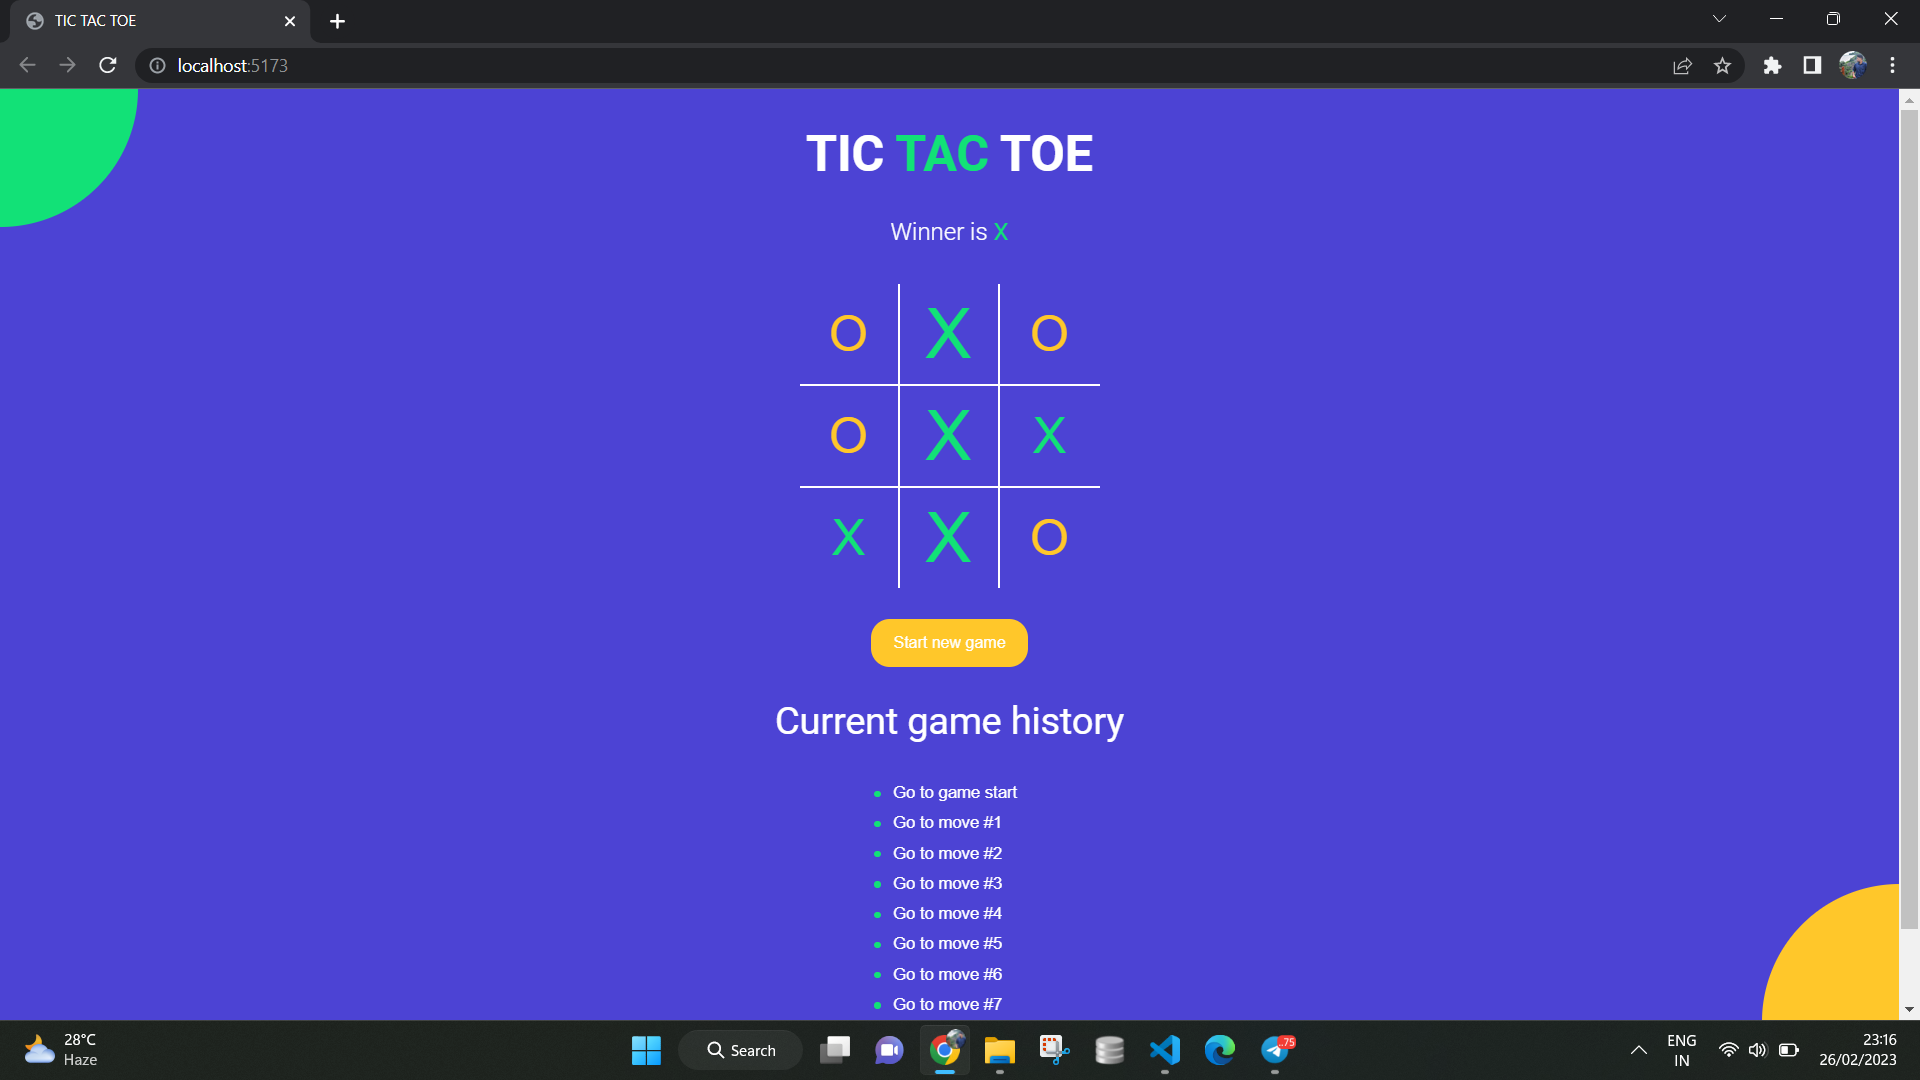 TIC TAC TOE
localhost:5173
TIC TAC TOE
Winner is X
O X O
O X X
X X O
Start new game
Current game history
Go to game start
Go to move #1
Go to move #2
Go to move #3
Go to move #4
Go to move #5
Go to move #6
Go to move #7
28°C
Haze
Search
.75
ENG
IN
23:16
26/02/2023